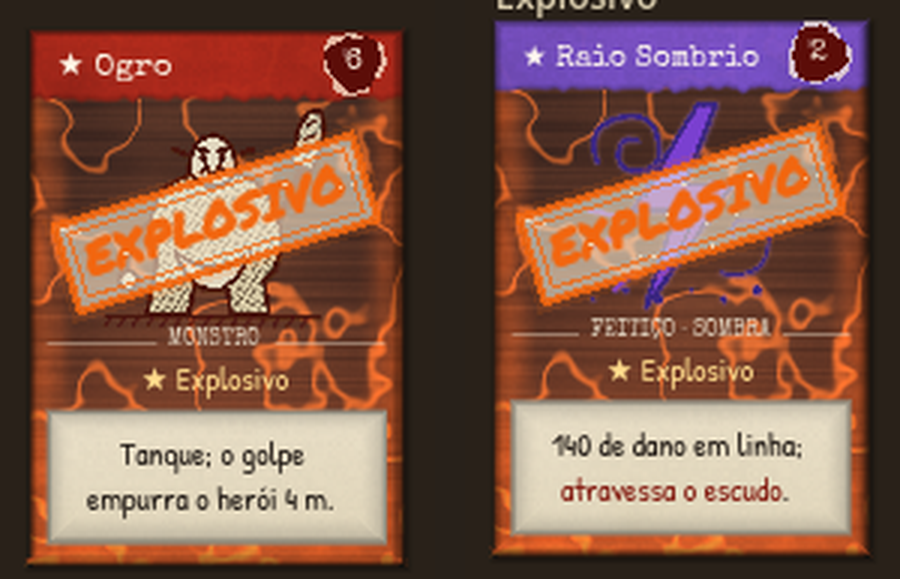 Explosivo
★ Ogro
6
EXPLOSIVO
MONSTRO
★ Explosivo
Tanque; o golpe
empurra o herói 4 m.
★ Raio Sombrio
2
EXPLOSIVO
FEITIÇO · SOMBRA
★ Explosivo
140 de dano em linha;
atravessa o escudo.